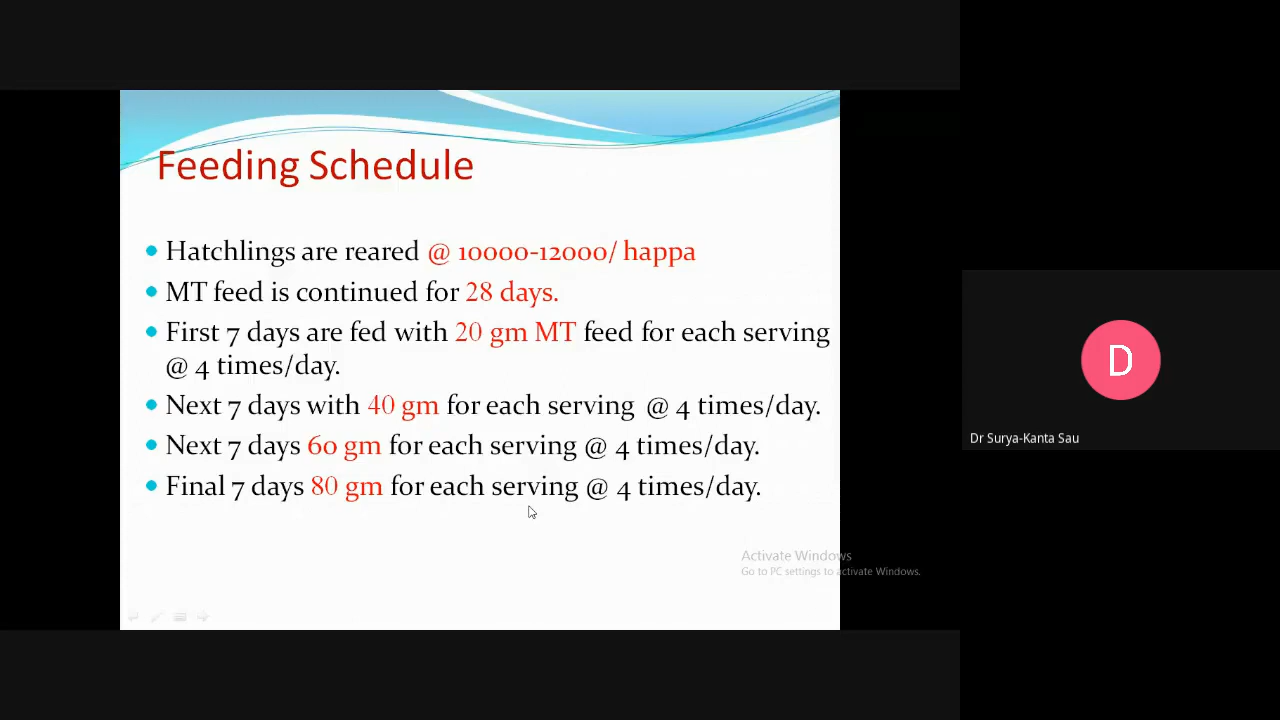 Feeding Schedule
Hatchlings are reared @ 10000-12000/ happa
MT feed is continued for 28 days.
First 7 days are fed with 20 gm MT feed for each serving
@ 4 times/day.
Next 7 days with 40 gm for each serving @ 4 times/day.
Next 7 days 60 gm for each serving @ 4 times/day.
Final 7 days 80 gm for each serving @ 4 times/day.
Activate Windows
Go to PC settings to activate Windows.
D
Dr Surya-Kanta Sau